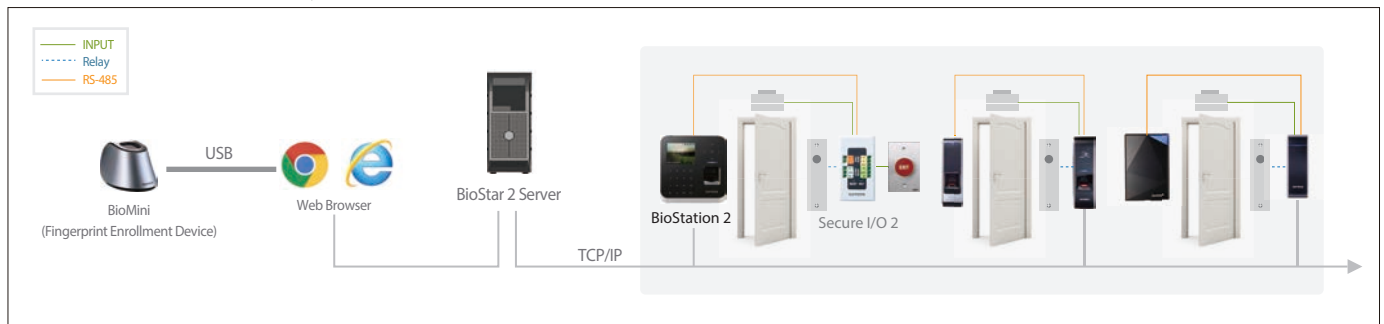 INPUT
Relay
RS-485
USB
BioMini
(Fingerprint Enrollment Device)
Web Browser
BioStar 2 Server
TCP/IP
BioStation 2
Secure I/O 2
EXIT